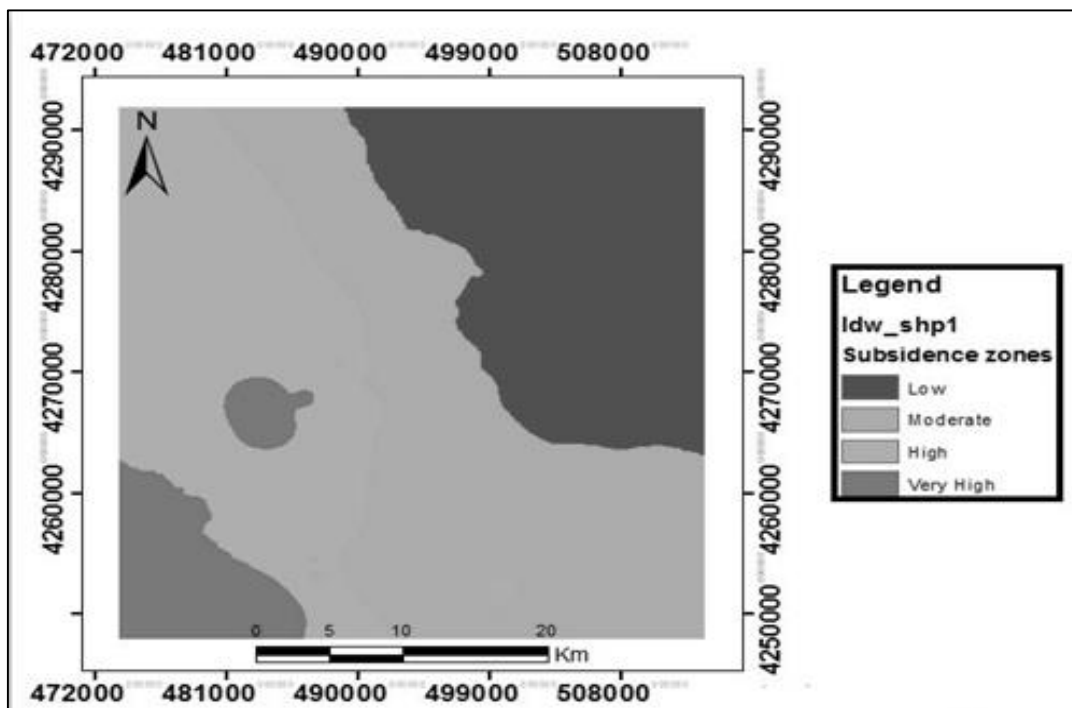 472000 481000 490000 499000 508000
N
4290000 4290000
4280000 4280000
4270000 4270000
4260000 4260000
4250000 4250000
Legend
Idw_shp1
Subsidence zones
Low
Moderate
High
Very High
0 5 10 20
Km
472000 481000 490000 499000 508000